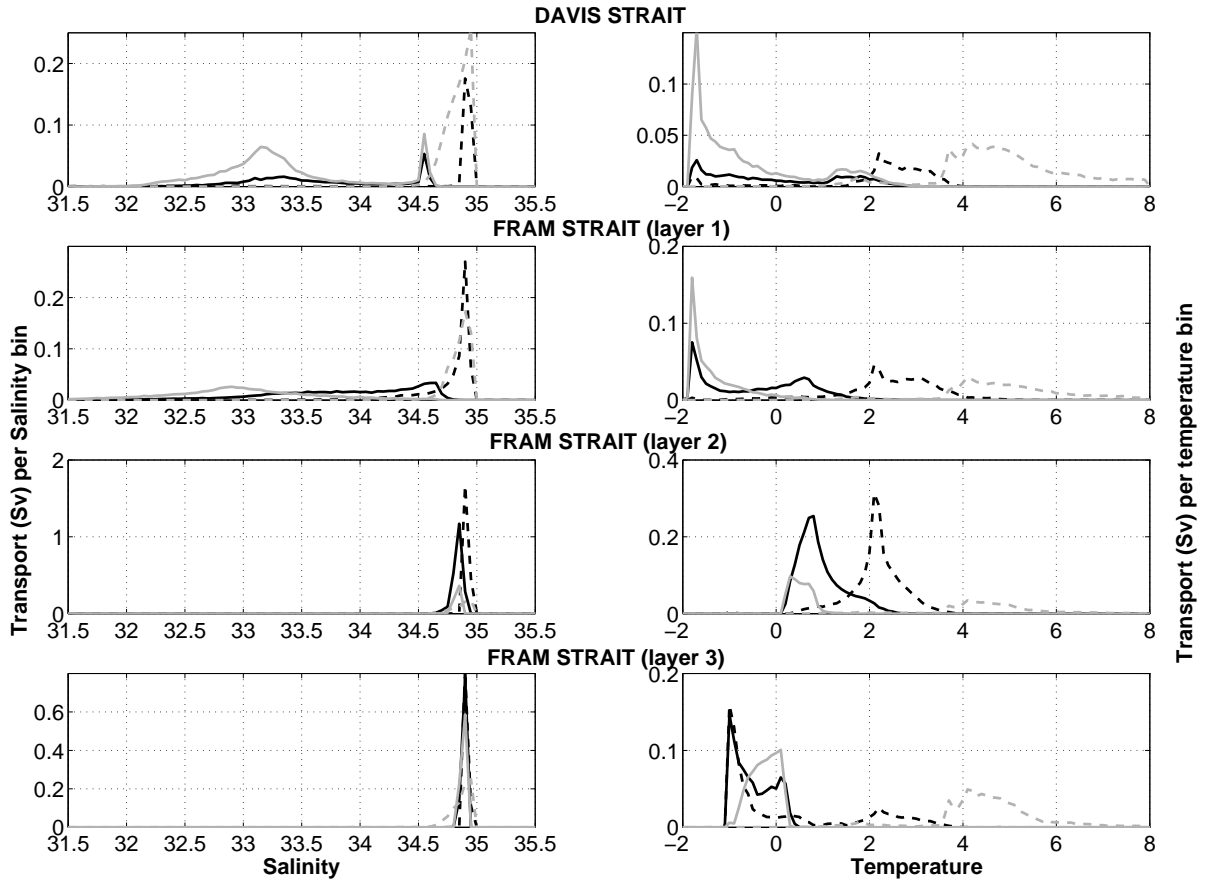 DAVIS STRAIT
0.2
0.1
0
31.5 32 32.5 33 33.5 34 34.5 35 35.5
0.1
0.05
0
−2 0 2 4 6 8
FRAM STRAIT (layer 1)
0.2
0.1
0
31.5 32 32.5 33 33.5 34 34.5 35 35.5
0.2
0.1
0
−2 0 2 4 6 8
FRAM STRAIT (layer 2)
2
1
0
31.5 32 32.5 33 33.5 34 34.5 35 35.5
0.4
0.2
0
−2 0 2 4 6 8
FRAM STRAIT (layer 3)
0.6
0.4
0.2
0
31.5 32 32.5 33 33.5 34 34.5 35 35.5
0.2
0.1
0
−2 0 2 4 6 8
Salinity
Temperature
Transport (Sv) per Salinity bin
Transport (Sv) per temperature bin